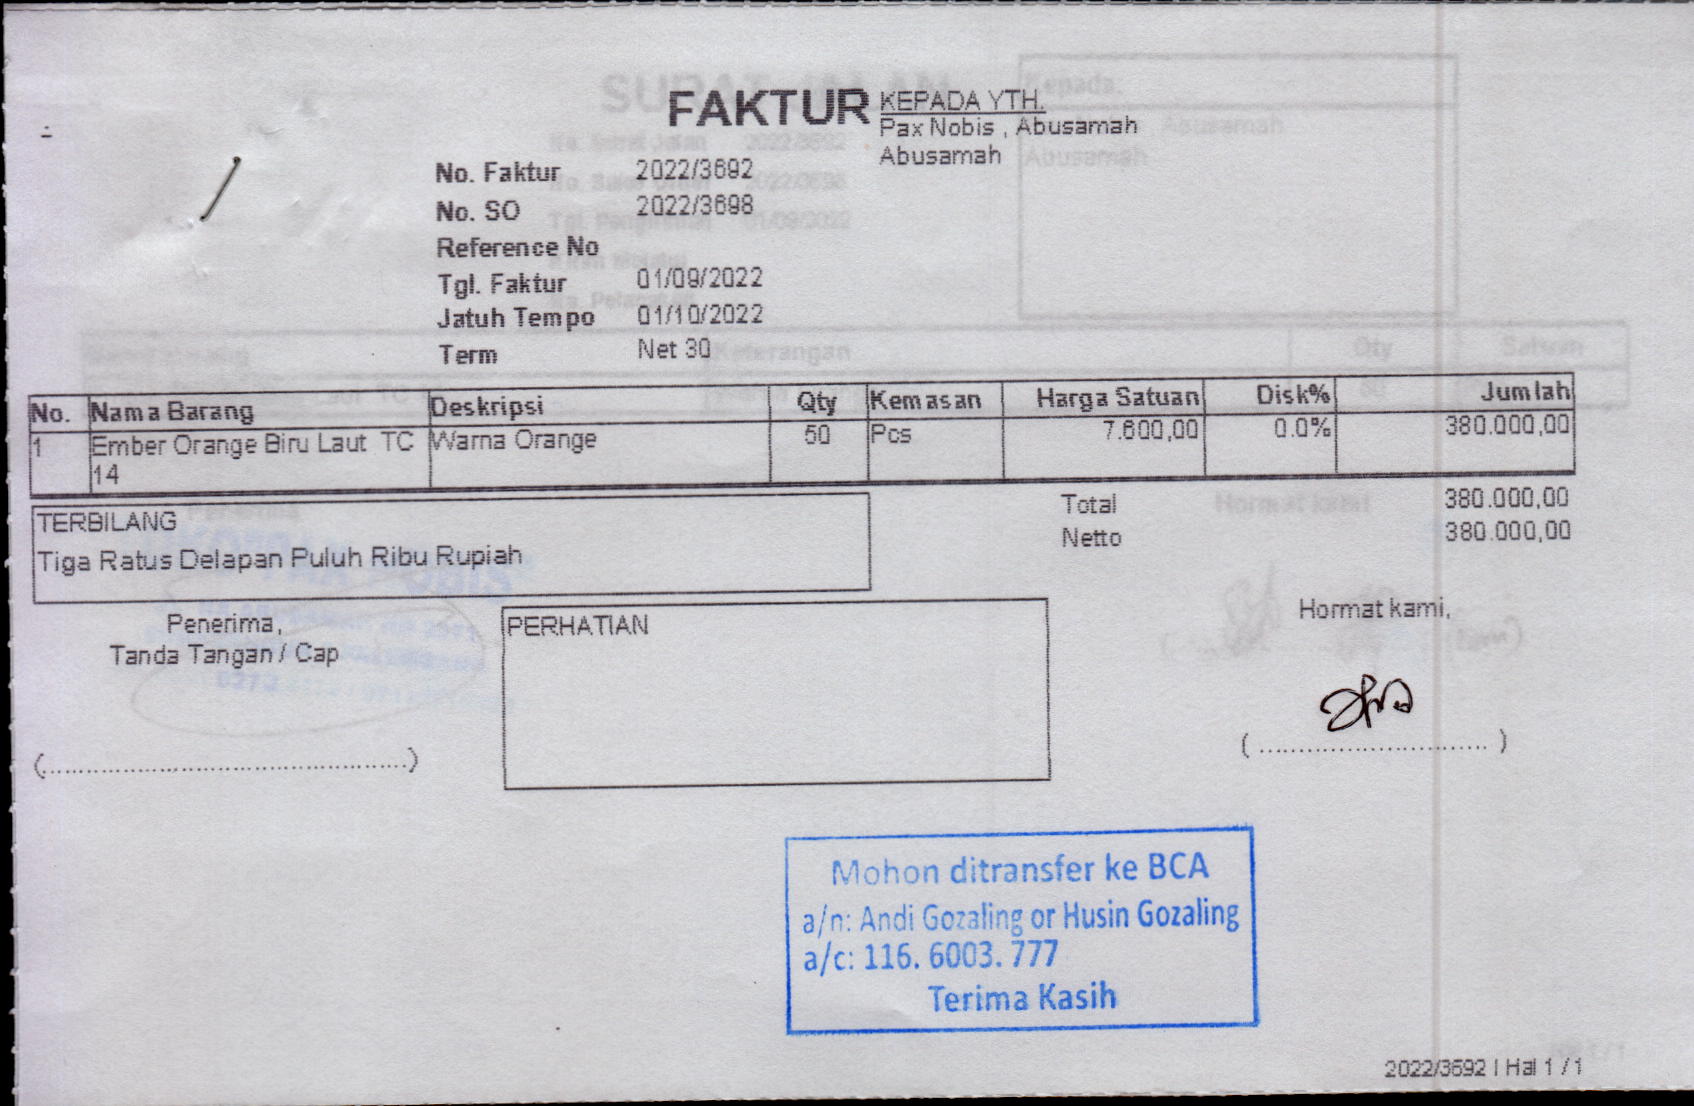 FAKTUR
KEPADA YTH.
Pax Nobis , Abusamah
Abusamah
No. Faktur 2022/3692
No. SO 2022/3698
Reference No
Tgl. Faktur 01/09/2022
Jatuh Tempo 01/10/2022
Term Net 30
No. Nama Barang Deskripsi Qty Kemasan Harga Satuan Disk% Jumlah
1 Ember Orange Biru Laut TC Warna Orange 50 Pcs 7.600,00 0.0% 380.000,00
14
Total 380.000,00
Netto 380.000,00
TERBILANG
Tiga Ratus Delapan Puluh Ribu Rupiah
Penerima,
Tanda Tangan / Cap
(............................................)
PERHATIAN
Hormat kami,
( ............................ )
Mohon ditransfer ke BCA
a/n: Andi Gozaling or Husin Gozaling
a/c: 116. 6003. 777
Terima Kasih
2022/3692 | Hal 1 / 1